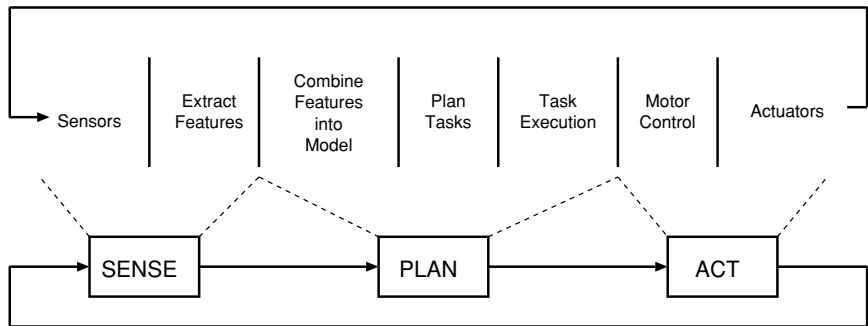 Sensors
Extract
Features
Combine
Features
into
Model
Plan
Tasks
Task
Execution
Motor
Control
Actuators
SENSE
PLAN
ACT